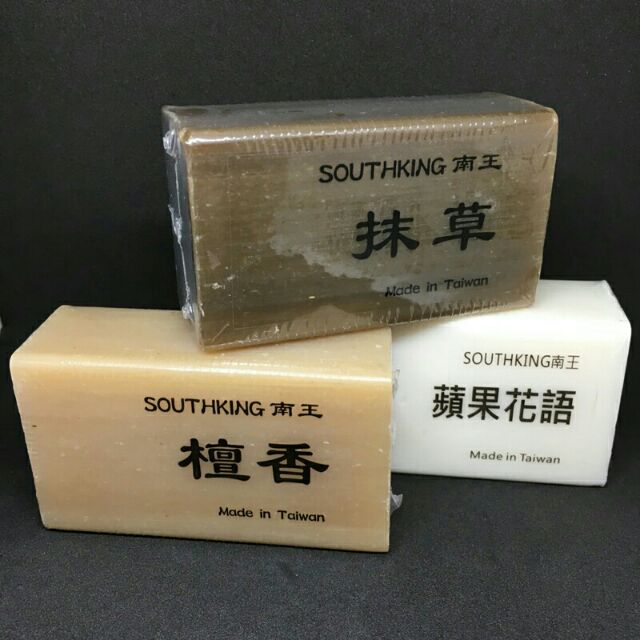 SOUTHKING 南王
抹草
Made in Taiwan
SOUTHKING 南王
檀香
Made in Taiwan
SOUTHKING南王
蘋果花語
Made in Taiwan